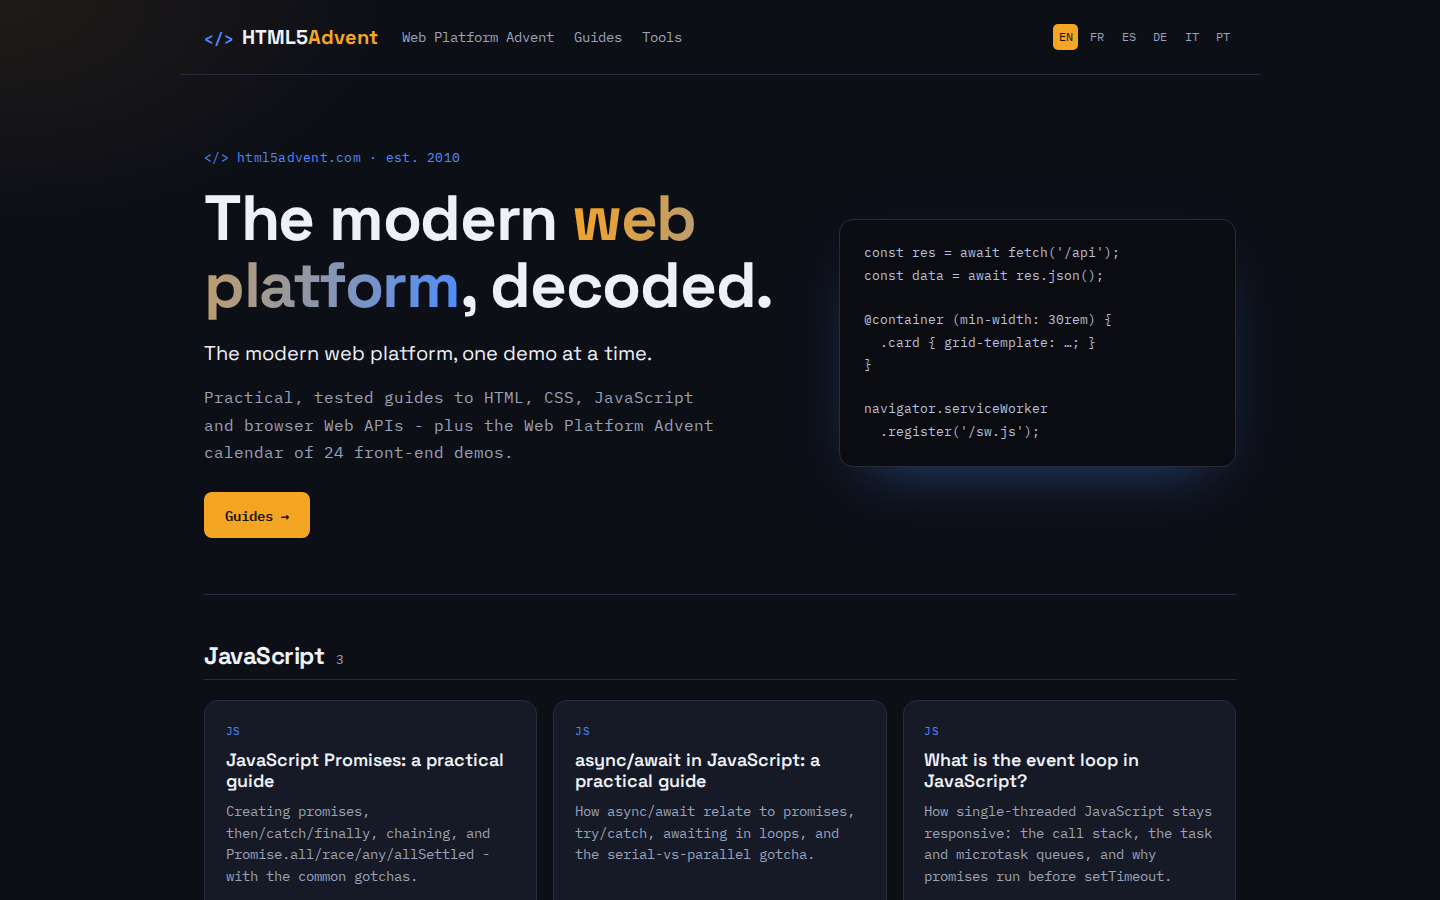 </> HTML5Advent Web Platform Advent Guides Tools EN FR ES DE IT PT
</> html5advent.com · est. 2010
The modern web
platform, decoded.
The modern web platform, one demo at a time.
Practical, tested guides to HTML, CSS, JavaScript
and browser Web APIs - plus the Web Platform Advent
calendar of 24 front-end demos.
Guides →
const res = await fetch('/api');
const data = await res.json();
@container (min-width: 30rem) {
.card { grid-template: …; }
}
navigator.serviceWorker
.register('/sw.js');
JavaScript 3
JS
JavaScript Promises: a practical
guide
Creating promises,
then/catch/finally, chaining, and
Promise.all/race/any/allSettled -
with the common gotchas.
JS
async/await in JavaScript: a
practical guide
How async/await relate to promises,
try/catch, awaiting in loops, and
the serial-vs-parallel gotcha.
JS
What is the event loop in
JavaScript?
How single-threaded JavaScript stays
responsive: the call stack, the task
and microtask queues, and why
promises run before setTimeout.